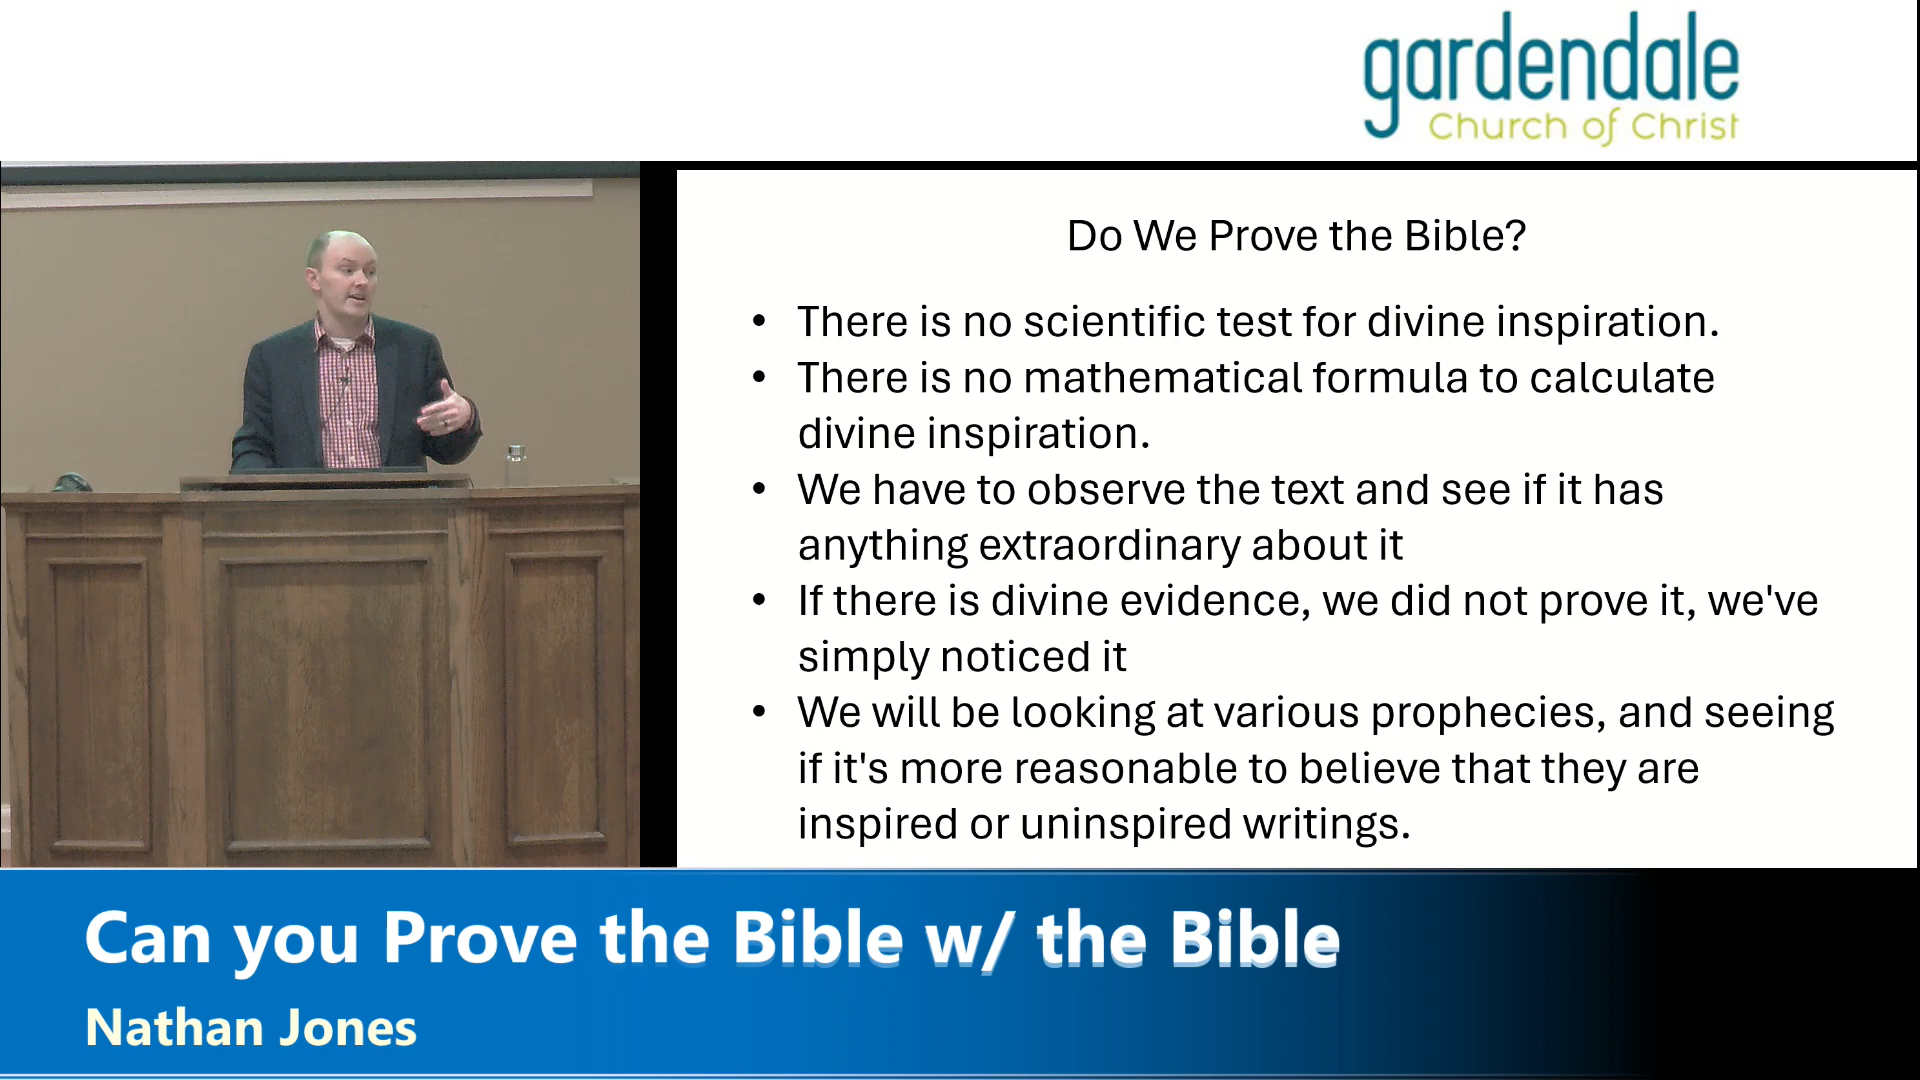 gardendale
Church of Christ
Do We Prove the Bible?
• There is no scientific test for divine inspiration.
• There is no mathematical formula to calculate
divine inspiration.
• We have to observe the text and see if it has
anything extraordinary about it
• If there is divine evidence, we did not prove it, we've
simply noticed it
• We will be looking at various prophecies, and seeing
if it's more reasonable to believe that they are
inspired or uninspired writings.
Can you Prove the Bible w/ the Bible
Nathan Jones